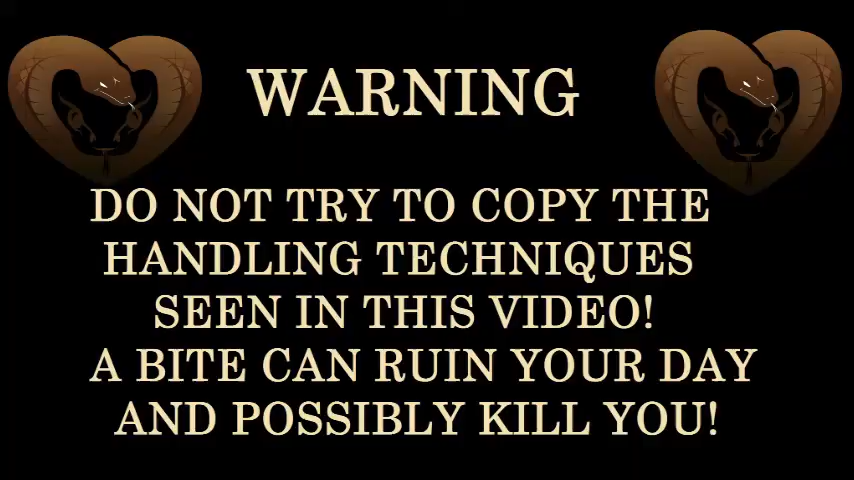 WARNING
DO NOT TRY TO COPY THE
HANDLING TECHNIQUES
SEEN IN THIS VIDEO!
A BITE CAN RUIN YOUR DAY
AND POSSIBLY KILL YOU!